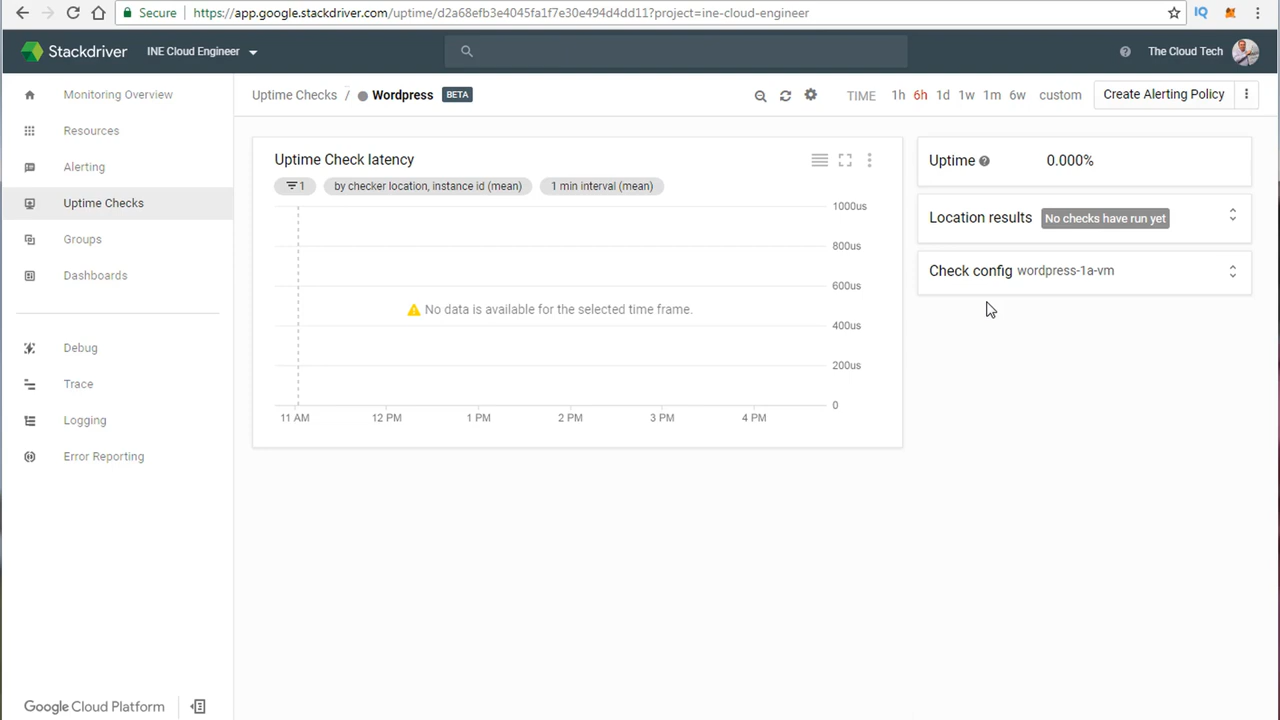 Secure https://app.google.stackdriver.com/uptime/d2a68efb3e4045fa1f7e30e494d4dd11?project=ine-cloud-engineer
IQ
Stackdriver INE Cloud Engineer The Cloud Tech
Monitoring Overview
Resources
Alerting
Uptime Checks
Groups
Dashboards
Debug
Trace
Logging
Error Reporting
Google Cloud Platform
Uptime Checks / Wordpress BETA
TIME 1h 6h 1d 1w 1m 6w custom Create Alerting Policy
Uptime Check latency
1 by checker location, instance id (mean) 1 min interval (mean)
1000us
800us
600us
400us
200us
0
No data is available for the selected time frame.
11 AM 12 PM 1 PM 2 PM 3 PM 4 PM
Uptime 0.000%
Location results No checks have run yet
Check config wordpress-1a-vm